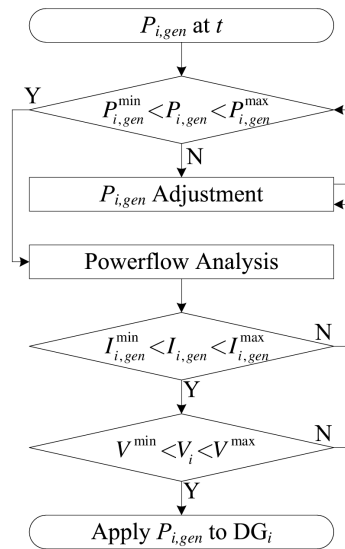 P_{i,gen} at t
Y
P_{i,gen}^{min} < P_{i,gen} < P_{i,gen}^{max}
N
P_{i,gen} Adjustment
Powerflow Analysis
I_{i,gen}^{min} < I_{i,gen} < I_{i,gen}^{max}
N
Y
V^{min} < V_i < V^{max}
N
Y
Apply P_{i,gen} to DG_i